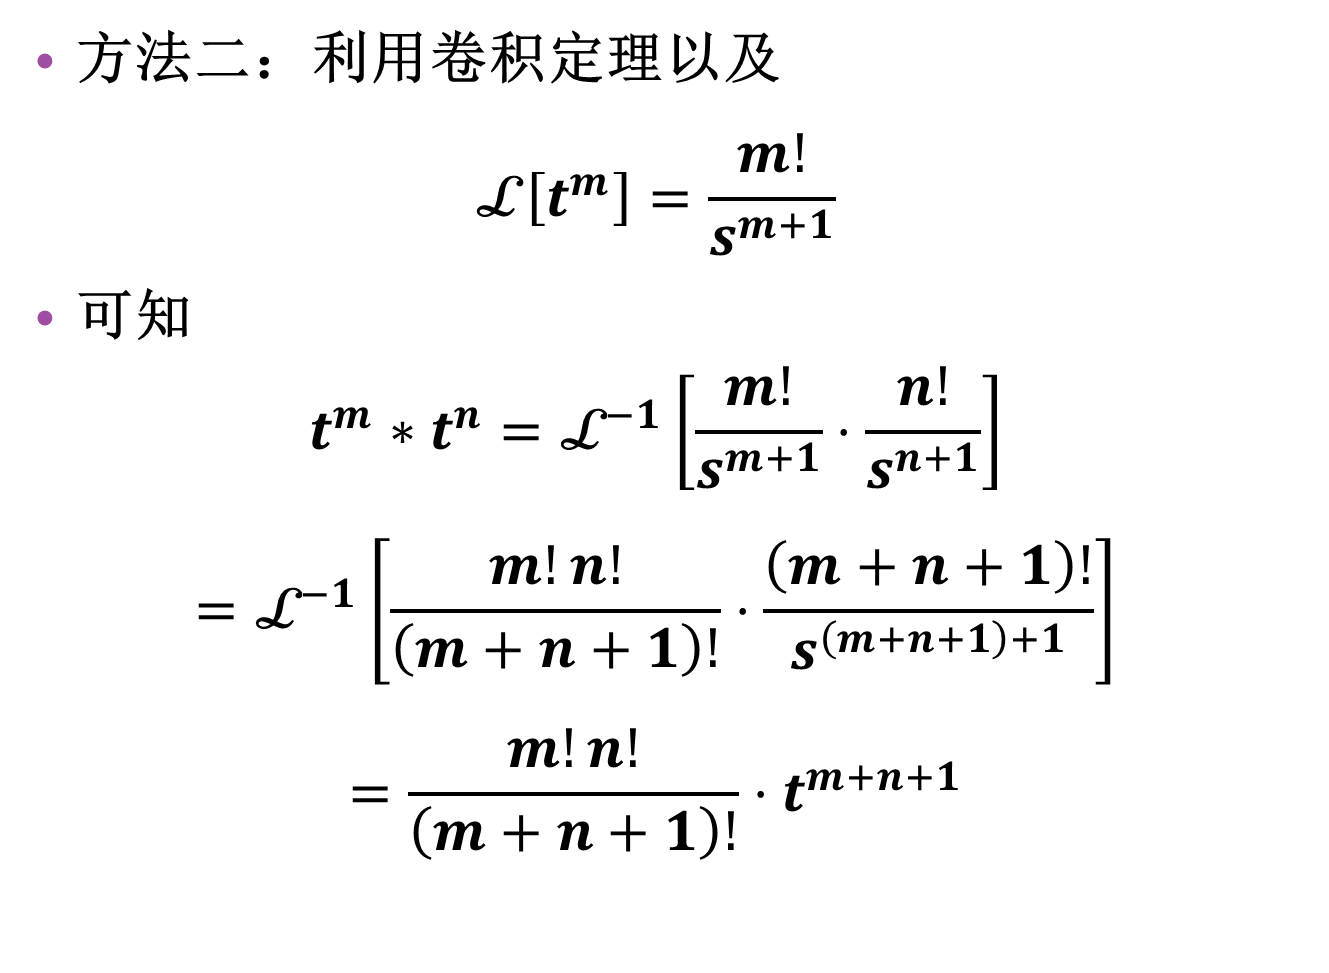 • 方法二：利用卷积定理以及
ℒ[t^m] = m!/s^{m+1}
• 可知
t^m * t^n = ℒ^{-1} [m!/s^{m+1} · n!/s^{n+1}]
= ℒ^{-1} [m! n!/(m + n + 1)! · (m + n + 1)!/s^{(m+n+1)+1}]
= m! n!/(m + n + 1)! · t^{m+n+1}